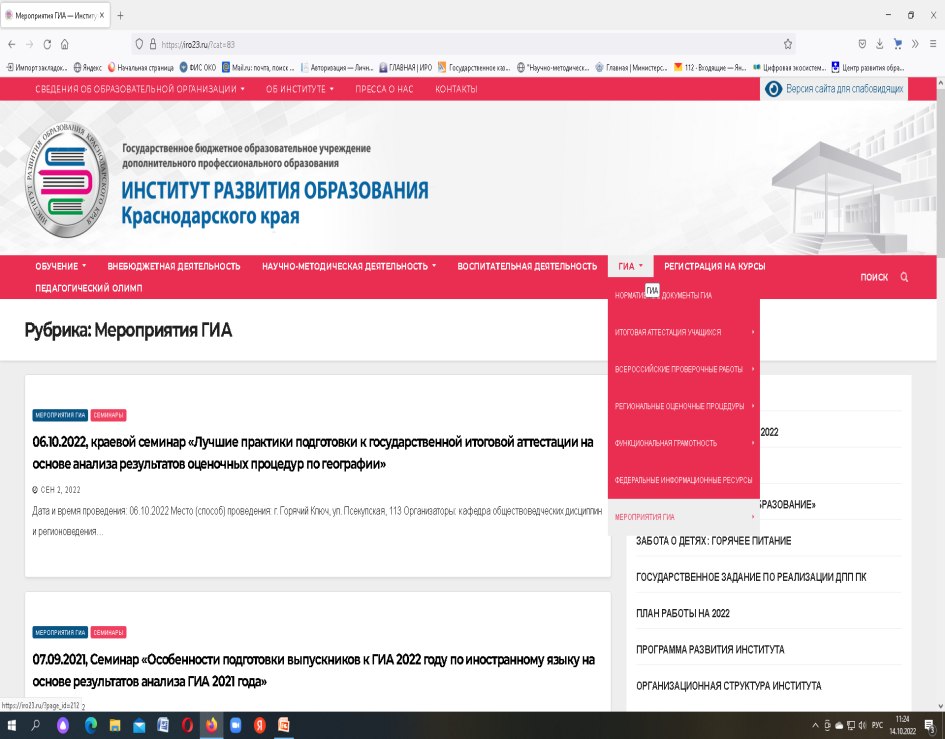 Мероприятия ГИА — Институт
https://iro23.ru/?cat=83
Импорт закладок... Яндекс Начальная страница ФИС ОКО Mail.ru: почта, поиск ... Авторизация — Личн... ГЛАВНАЯ | ИРО Государственное каз... "Научно-методическ... Главная | Министерс... 112 · Входящие — Ян... Цифровая экосистем... Центр развития обра...
СВЕДЕНИЯ ОБ ОБРАЗОВАТЕЛЬНОЙ ОРГАНИЗАЦИИ ОБ ИНСТИТУТЕ ПРЕССА О НАС КОНТАКТЫ Версия сайта для слабовидящих
ИНСТИТУТ РАЗВИТИЯ ОБРАЗОВАНИЯ КРАСНОДАРСКОГО КРАЯ
Государственное бюджетное образовательное учреждение
дополнительного профессионального образования
ИНСТИТУТ РАЗВИТИЯ ОБРАЗОВАНИЯ
Краснодарского края
ОБУЧЕНИЕ ВНЕБЮДЖЕТНАЯ ДЕЯТЕЛЬНОСТЬ НАУЧНО-МЕТОДИЧЕСКАЯ ДЕЯТЕЛЬНОСТЬ ВОСПИТАТЕЛЬНАЯ ДЕЯТЕЛЬНОСТЬ ГИА РЕГИСТРАЦИЯ НА КУРСЫ
ПЕДАГОГИЧЕСКИЙ ОЛИМП
ПОИСК
ГИА
ДОКУМЕНТЫ ГИА
ИТОГОВАЯ АТТЕСТАЦИЯ УЧАЩИХСЯ
ВСЕРОССИЙСКИЕ ПРОВЕРОЧНЫЕ РАБОТЫ
РЕГИОНАЛЬНЫЕ ОЦЕНОЧНЫЕ ПРОЦЕДУРЫ
ФУНКЦИОНАЛЬНАЯ ГРАМОТНОСТЬ
ФЕДЕРАЛЬНЫЕ ИНФОРМАЦИОННЫЕ РЕСУРСЫ
МЕРОПРИЯТИЯ ГИА
Рубрика: Мероприятия ГИА
МЕРОПРИЯТИЯ ГИА СЕМИНАРЫ
06.10.2022, краевой семинар «Лучшие практики подготовки к государственной итоговой аттестации на
основе анализа результатов оценочных процедур по географии»
СЕН 2, 2022
Дата и время проведения: 06.10.2022 Место (способ) проведения: г. Горячий Ключ, ул. Псекупская, 113 Организаторы: кафедра обществоведческих дисциплин
и регионоведения...
МЕРОПРИЯТИЯ ГИА СЕМИНАРЫ
07.09.2021, Семинар «Особенности подготовки выпускников к ГИА 2022 году по иностранному языку на
основе результатов анализа ГИА 2021 года»
2022
БРАЗОВАНИЕ»
ЗАБОТА О ДЕТЯХ: ГОРЯЧЕЕ ПИТАНИЕ
ГОСУДАРСТВЕННОЕ ЗАДАНИЕ ПО РЕАЛИЗАЦИИ ДПП ПК
ПЛАН РАБОТЫ НА 2022
ПРОГРАММА РАЗВИТИЯ ИНСТИТУТА
ОРГАНИЗАЦИОННАЯ СТРУКТУРА ИНСТИТУТА
https://iro23.ru/?page_id=212 2
РУС
11:24
14.10.2022
3